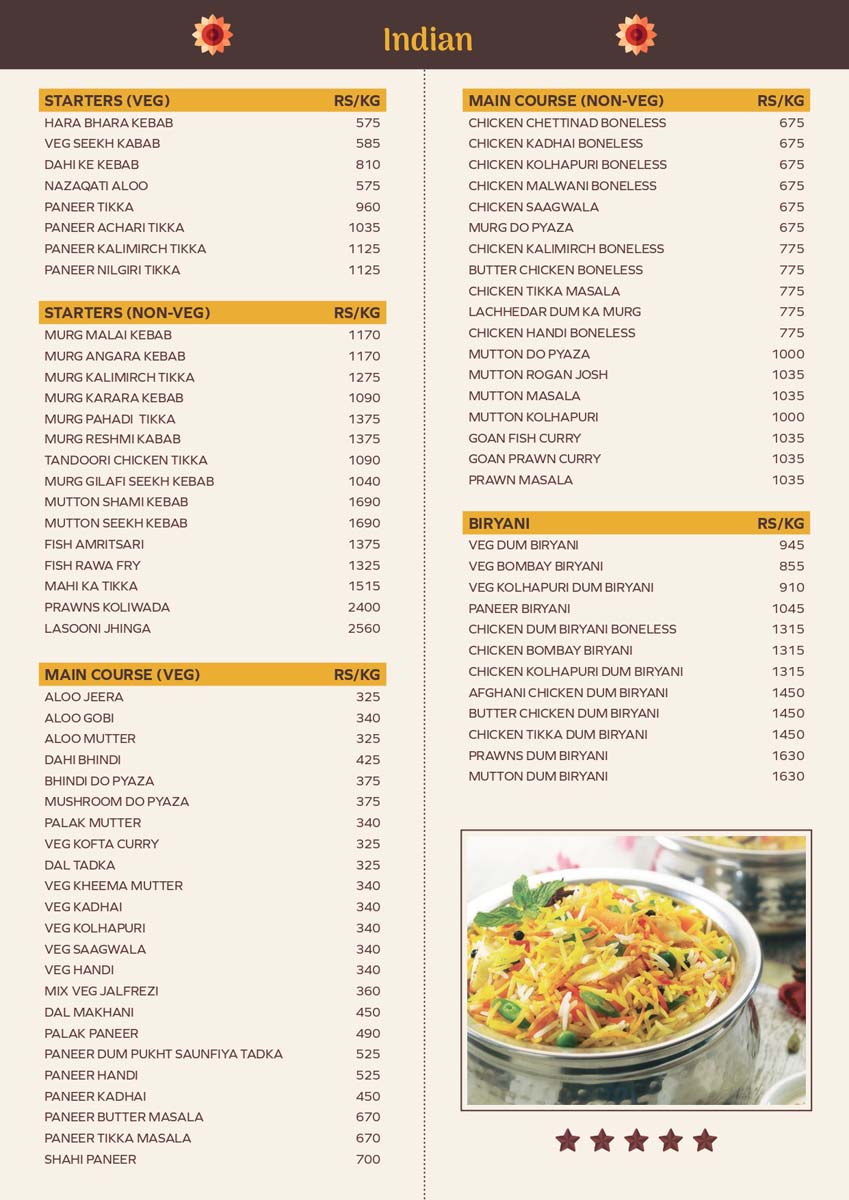 Indian
STARTERS (VEG) RS/KG
HARA BHARA KEBAB 575
VEG SEEKH KABAB 585
DAHI KE KEBAB 810
NAZAQATI ALOO 575
PANEER TIKKA 960
PANEER ACHARI TIKKA 1035
PANEER KALIMIRCH TIKKA 1125
PANEER NILGIRI TIKKA 1125
STARTERS (NON-VEG) RS/KG
MURG MALAI KEBAB 1170
MURG ANGARA KEBAB 1170
MURG KALIMIRCH TIKKA 1275
MURG KARARA KEBAB 1090
MURG PAHADI TIKKA 1375
MURG RESHMI KABAB 1375
TANDOORI CHICKEN TIKKA 1090
MURG GILAFI SEEKH KEBAB 1040
MUTTON SHAMI KEBAB 1690
MUTTON SEEKH KEBAB 1690
FISH AMRITSARI 1375
FISH RAWA FRY 1325
MAHI KA TIKKA 1515
PRAWNS KOLIWADA 2400
LASOONI JHINGA 2560
MAIN COURSE (VEG) RS/KG
ALOO JEERA 325
ALOO GOBI 340
ALOO MUTTER 325
DAHI BHINDI 425
BHINDI DO PYAZA 375
MUSHROOM DO PYAZA 375
PALAK MUTTER 340
VEG KOFTA CURRY 325
DAL TADKA 325
VEG KHEEMA MUTTER 340
VEG KADHAI 340
VEG KOLHAPURI 340
VEG SAAGWALA 340
VEG HANDI 340
MIX VEG JALFREZI 360
DAL MAKHANI 450
PALAK PANEER 490
PANEER DUM PUKHT SAUNFIYA TADKA 525
PANEER HANDI 525
PANEER KADHAI 450
PANEER BUTTER MASALA 670
PANEER TIKKA MASALA 670
SHAHI PANEER 700
MAIN COURSE (NON-VEG) RS/KG
CHICKEN CHETTINAD BONELESS 675
CHICKEN KADHAI BONELESS 675
CHICKEN KOLHAPURI BONELESS 675
CHICKEN MALWANI BONELESS 675
CHICKEN SAAGWALA 675
MURG DO PYAZA 675
CHICKEN KALIMIRCH BONELESS 775
BUTTER CHICKEN BONELESS 775
CHICKEN TIKKA MASALA 775
LACHHEDAR DUM KA MURG 775
CHICKEN HANDI BONELESS 775
MUTTON DO PYAZA 1000
MUTTON ROGAN JOSH 1035
MUTTON MASALA 1035
MUTTON KOLHAPURI 1000
GOAN FISH CURRY 1035
GOAN PRAWN CURRY 1035
PRAWN MASALA 1035
BIRYANI RS/KG
VEG DUM BIRYANI 945
VEG BOMBAY BIRYANI 855
VEG KOLHAPURI DUM BIRYANI 910
PANEER BIRYANI 1045
CHICKEN DUM BIRYANI BONELESS 1315
CHICKEN BOMBAY BIRYANI 1315
CHICKEN KOLHAPURI DUM BIRYANI 1315
AFGHANI CHICKEN DUM BIRYANI 1450
BUTTER CHICKEN DUM BIRYANI 1450
CHICKEN TIKKA DUM BIRYANI 1450
PRAWNS DUM BIRYANI 1630
MUTTON DUM BIRYANI 1630